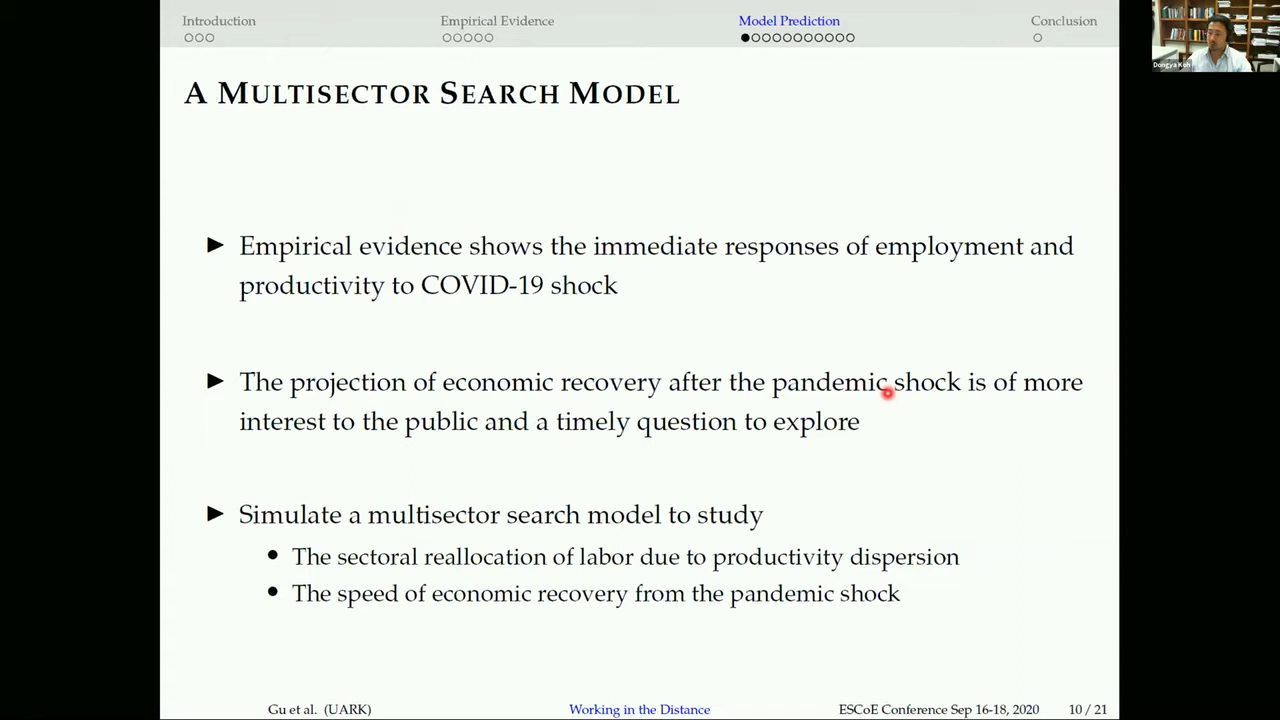 Introduction
Empirical Evidence
Model Prediction
Conclusion
Dongya Koh
A MULTISECTOR SEARCH MODEL
Empirical evidence shows the immediate responses of employment and
productivity to COVID-19 shock
The projection of economic recovery after the pandemic shock is of more
interest to the public and a timely question to explore
Simulate a multisector search model to study
The sectoral reallocation of labor due to productivity dispersion
The speed of economic recovery from the pandemic shock
Gu et al. (UARK)
Working in the Distance
ESCoE Conference Sep 16-18, 2020
10 / 21